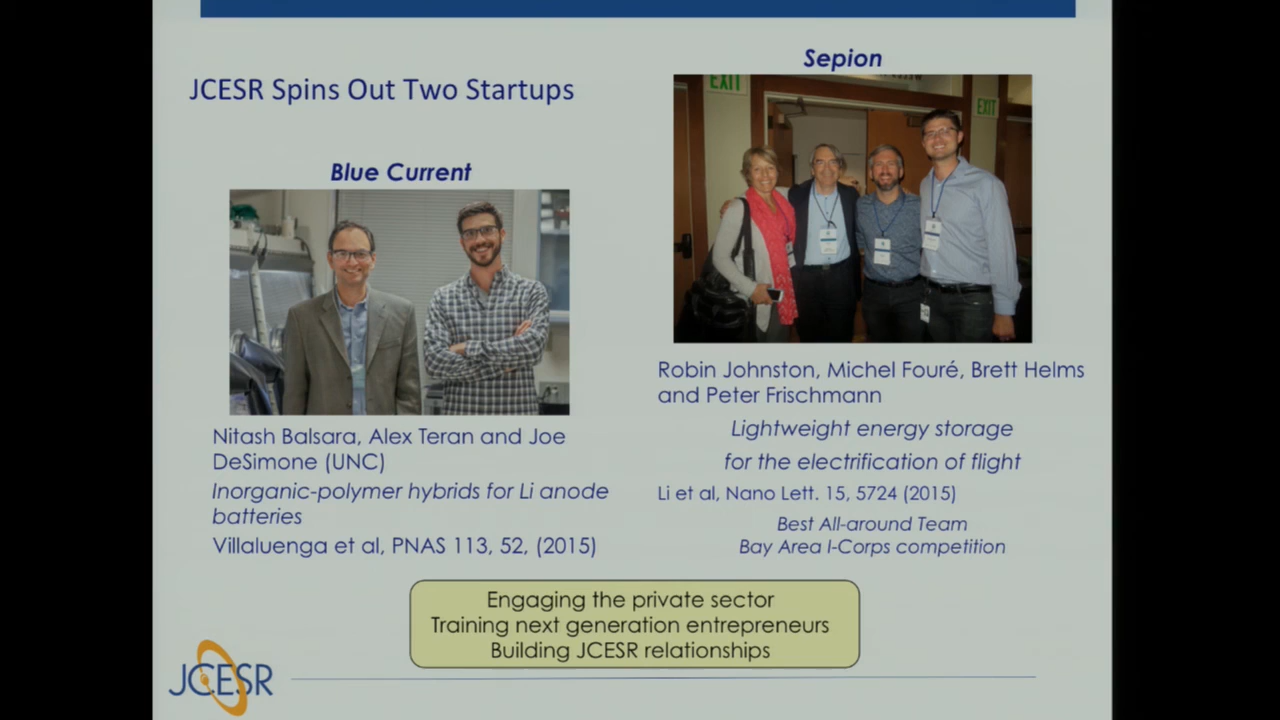 JCESR Spins Out Two Startups
Blue Current
Nitash Balsara, Alex Teran and Joe
DeSimone (UNC)
Inorganic-polymer hybrids for Li anode
batteries
Villaluenga et al, PNAS 113, 52, (2015)
Sepion
EXIT
EXIT
Robin Johnston, Michel Fouré, Brett Helms
and Peter Frischmann
Lightweight energy storage
for the electrification of flight
Li et al, Nano Lett. 15, 5724 (2015)
Best All-around Team
Bay Area I-Corps competition
Engaging the private sector
Training next generation entrepreneurs
Building JCESR relationships
JCESR